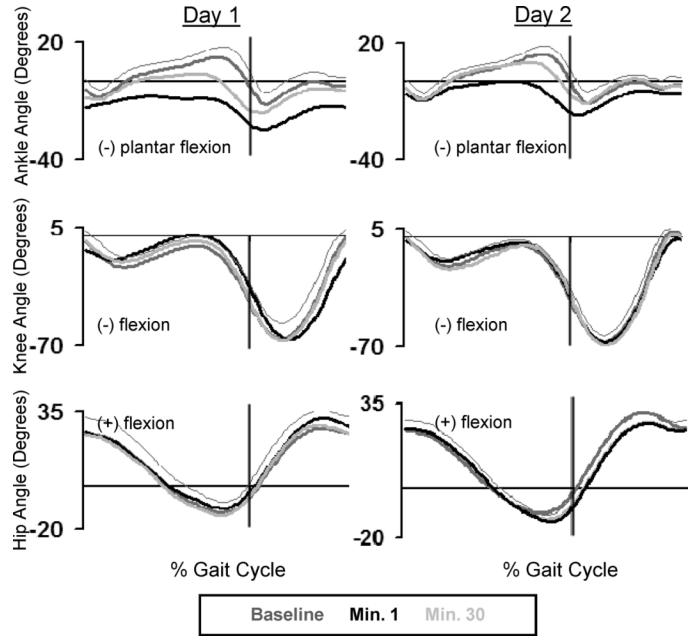 Day 1
Day 2
Ankle Angle (Degrees)
20
-40
(-) plantar flexion
20
-40
(-) plantar flexion
Knee Angle (Degrees)
5
-70
(-) flexion
5
-70
(-) flexion
Hip Angle (Degrees)
35
-20
(+) flexion
35
-20
(+) flexion
% Gait Cycle
% Gait Cycle
Baseline Min. 1 Min. 30